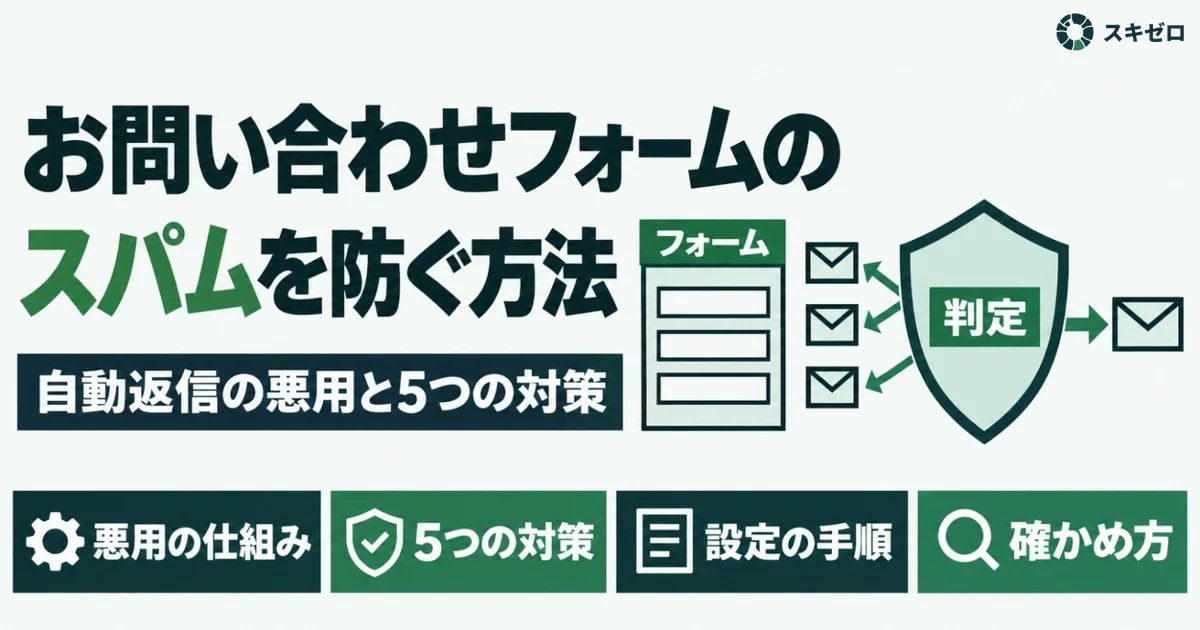 スキゼロ
お問い合わせフォームの
スパムを防ぐ方法
自動返信の悪用と5つの対策
フォーム
判定
悪用の仕組み
5つの対策
設定の手順
確かめ方